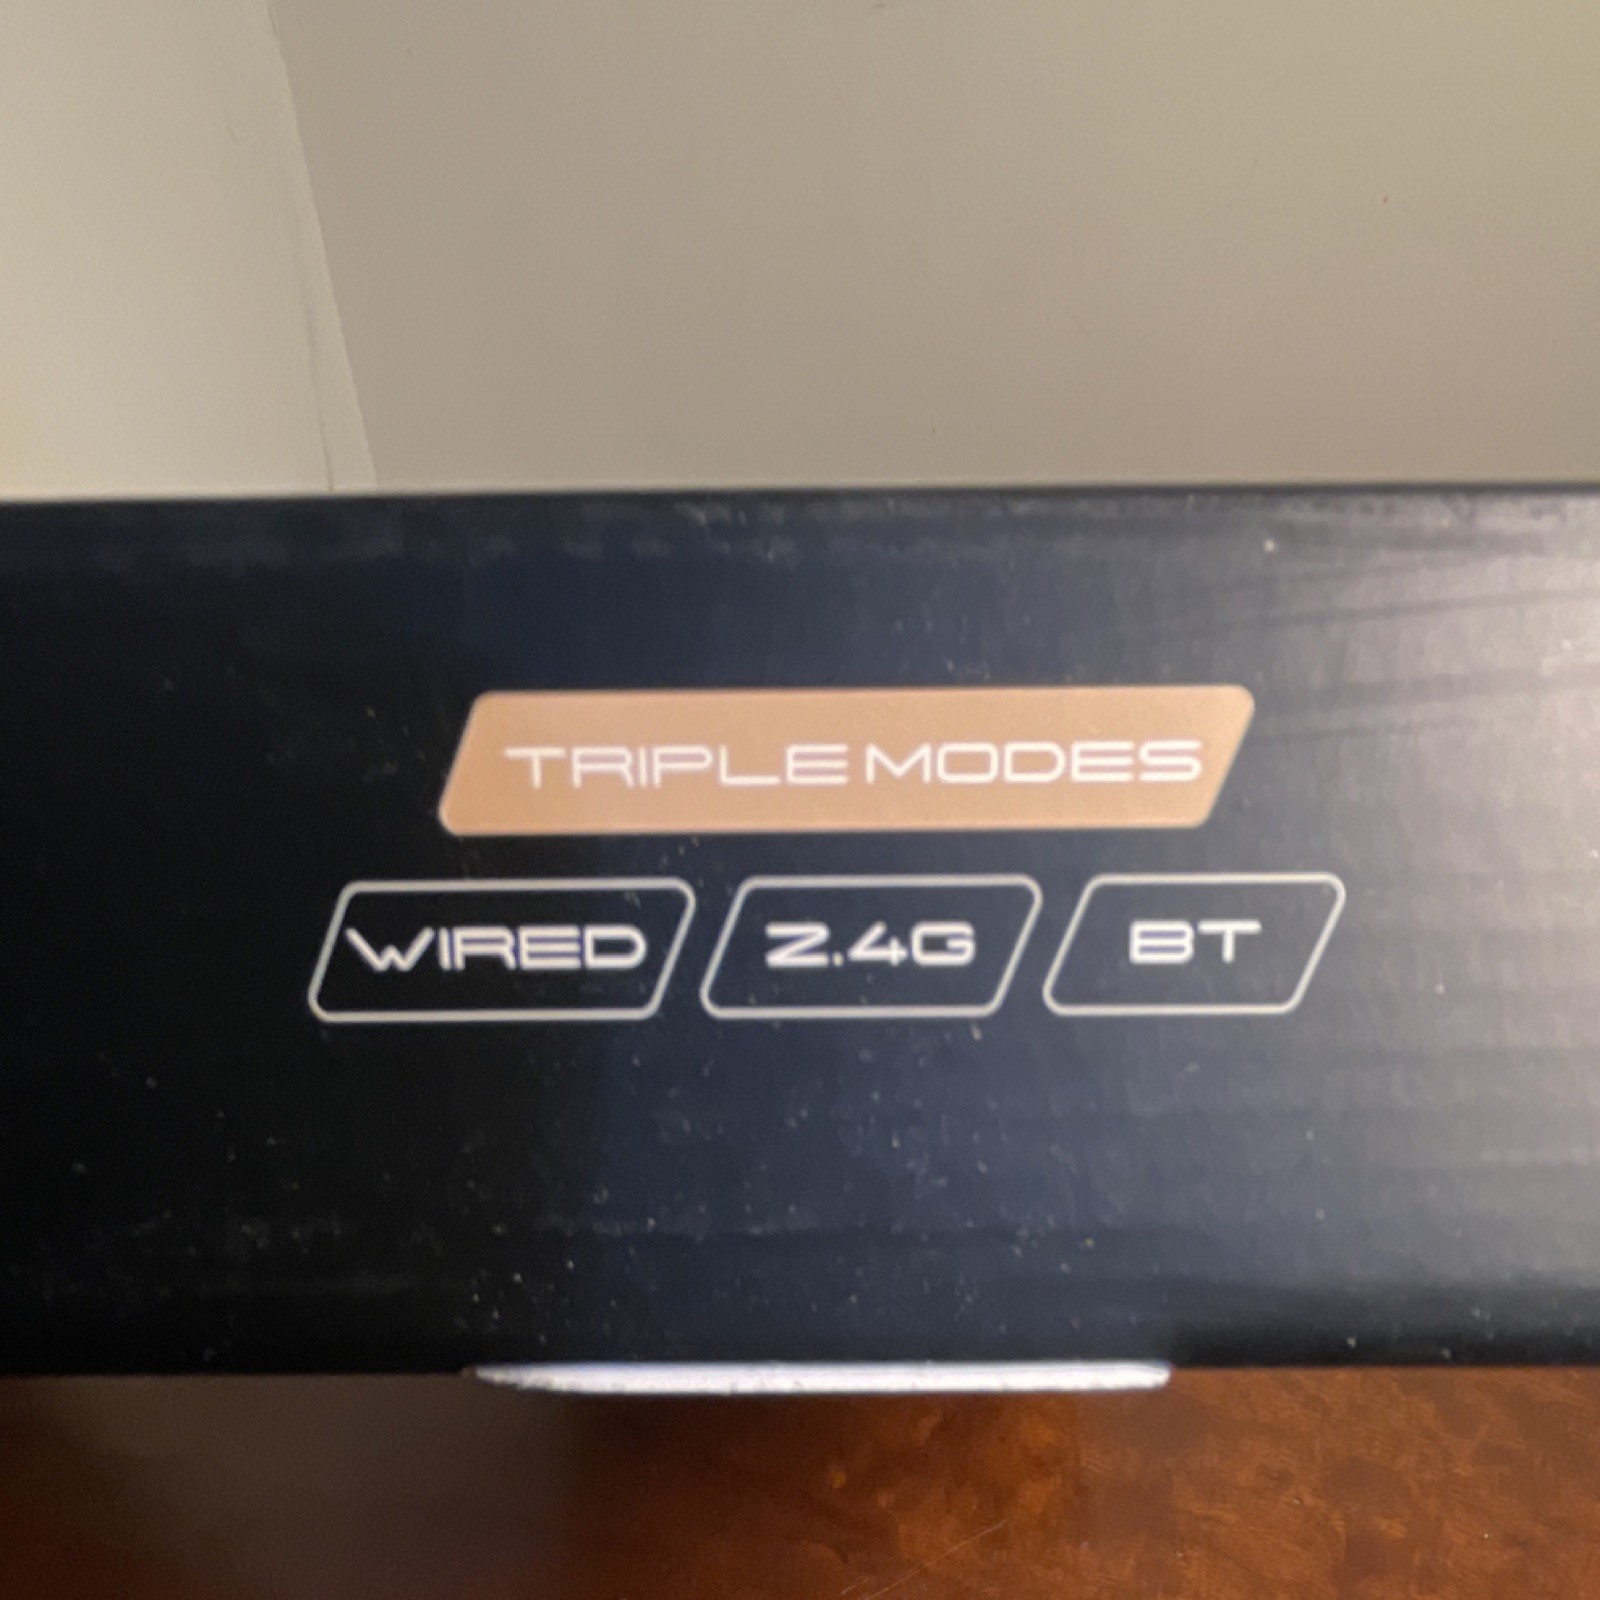 TRIPLE MODES
WIRED 2.4G BT